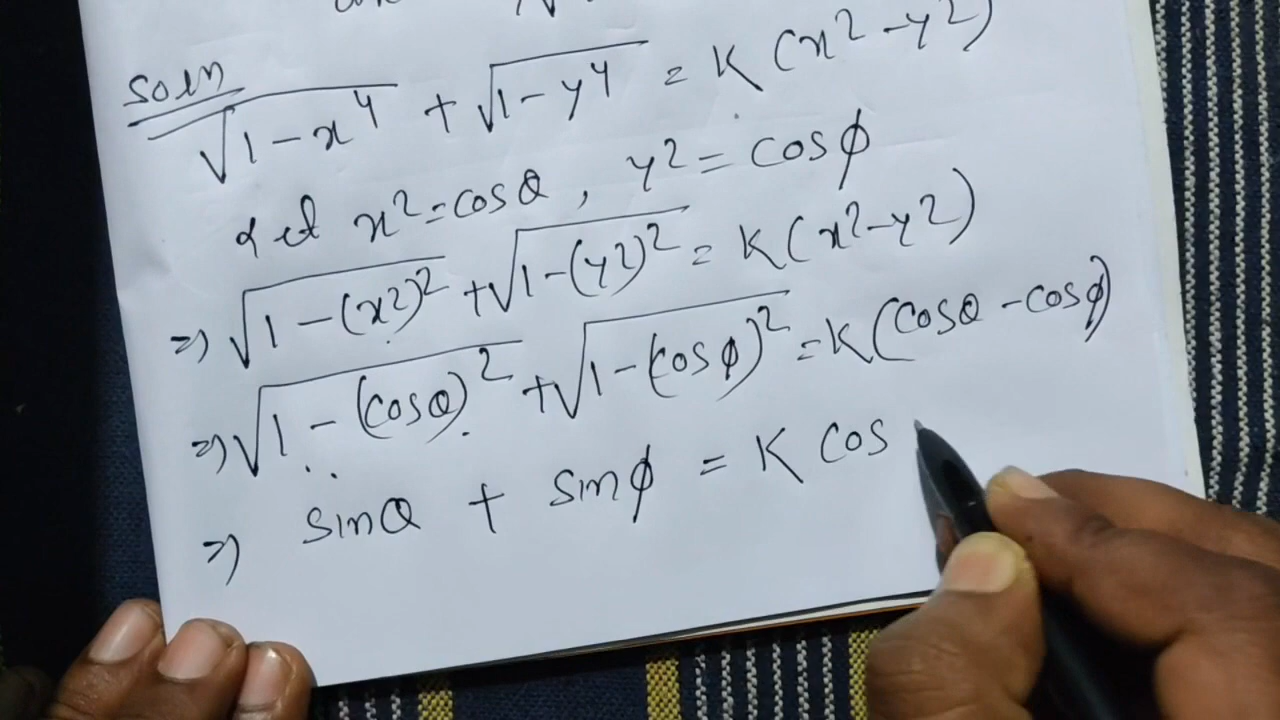 Soln
√1-x⁴ + √1-y⁴ = K (x²-y²)
Let x²=cosθ, y²=cosϕ
⇒ √1-(x²)² + √1-(y²)² = K(x²-y²)
⇒ √1-(cosθ)² + √1-(cosϕ)² = K(cosθ-cosϕ)
⇒ sinθ + sinϕ = K cos